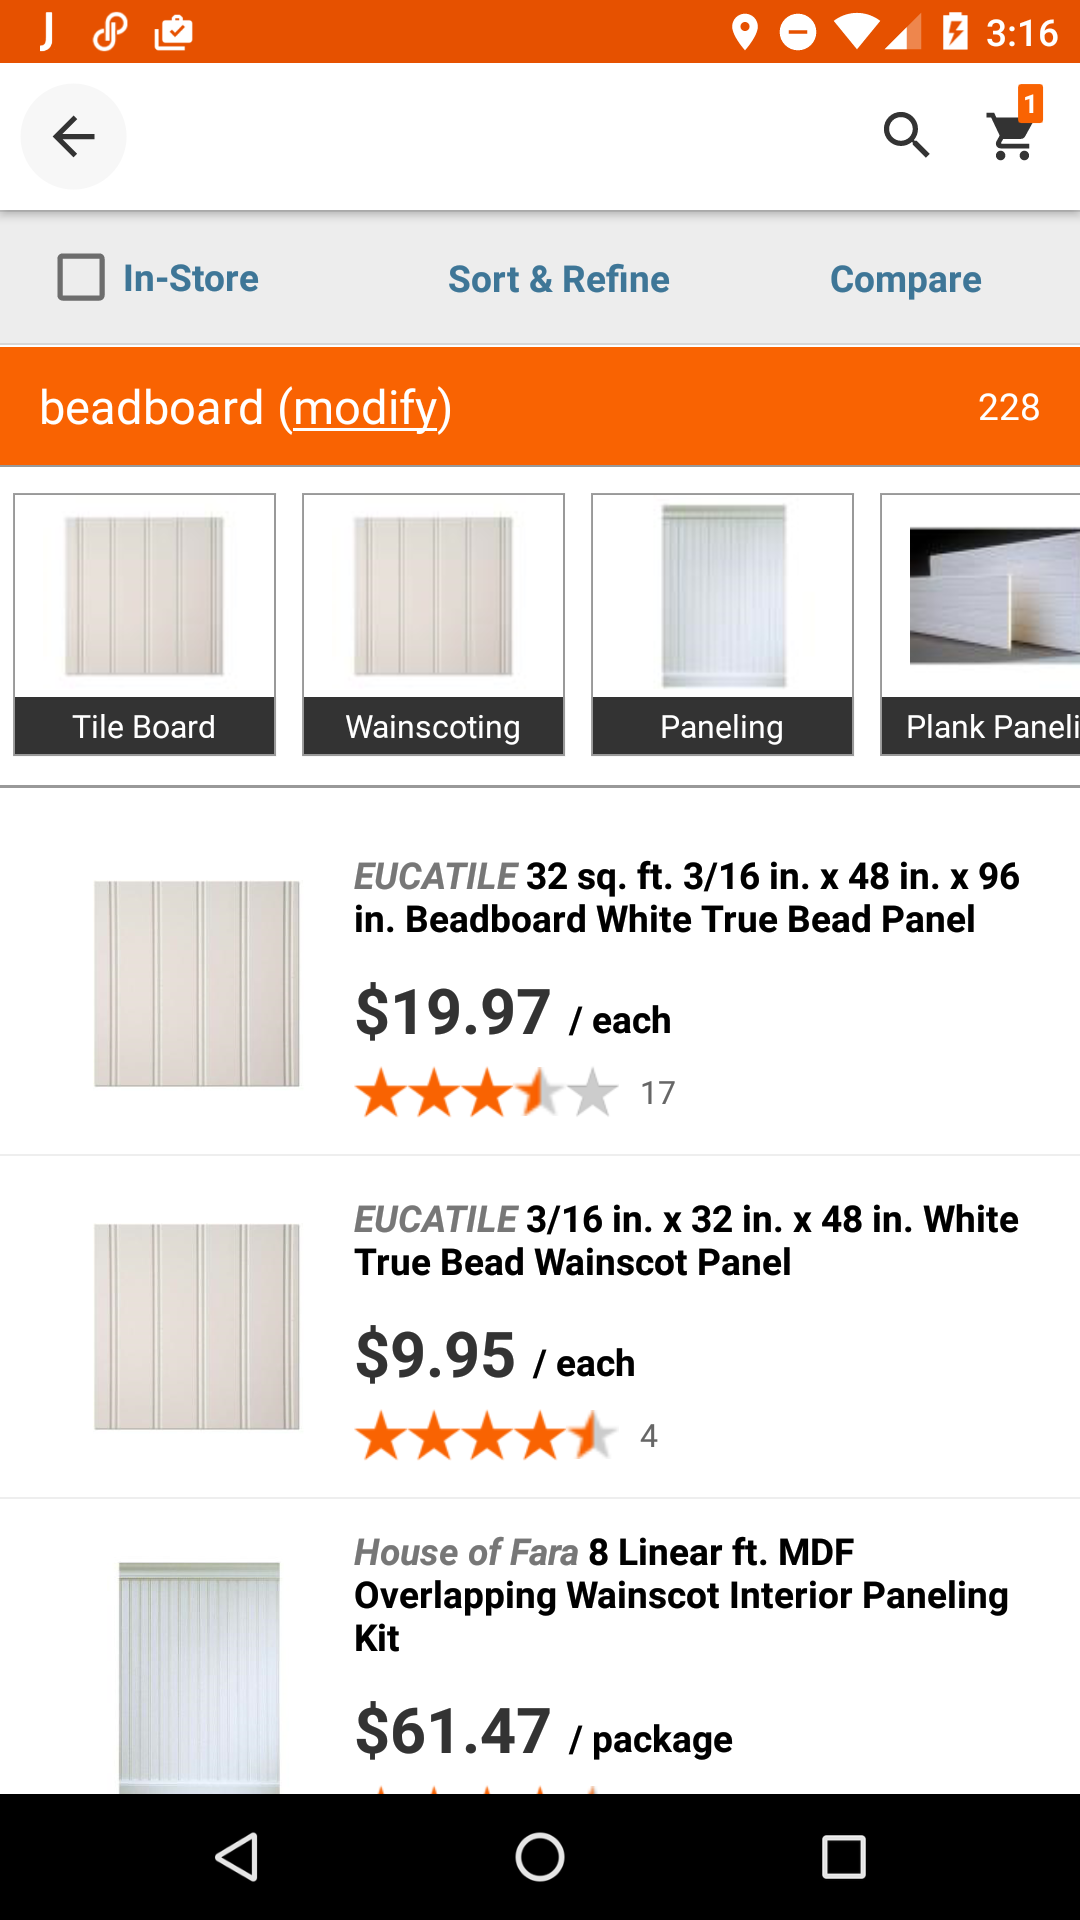 3:16
1
In-Store
Sort & Refine
Compare
beadboard (modify)
228
Tile Board
Wainscoting
Paneling
Plank Paneli
EUCATILE 32 sq. ft. 3/16 in. x 48 in. x 96
in. Beadboard White True Bead Panel
$19.97 / each
17
EUCATILE 3/16 in. x 32 in. x 48 in. White
True Bead Wainscot Panel
$9.95 / each
4
House of Fara 8 Linear ft. MDF
Overlapping Wainscot Interior Paneling
Kit
$61.47 / package